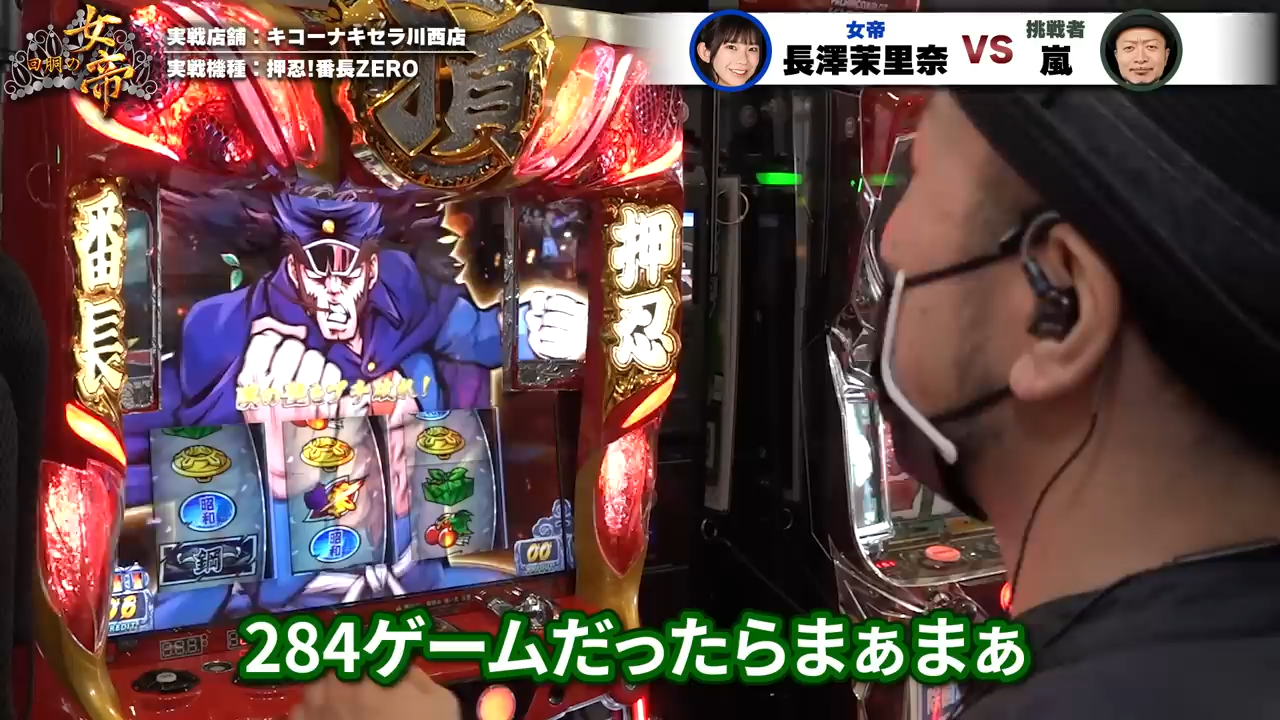 回胴の
女帝
実戦店舗：キコーナキセラ川西店
実戦機種：押忍!番長ZERO
女帝
長澤茉里奈
VS
挑戦者
嵐
頂
番長
押忍
昭和
昭和
鋼
00
CREDIT
284ゲームだったらまぁまぁ